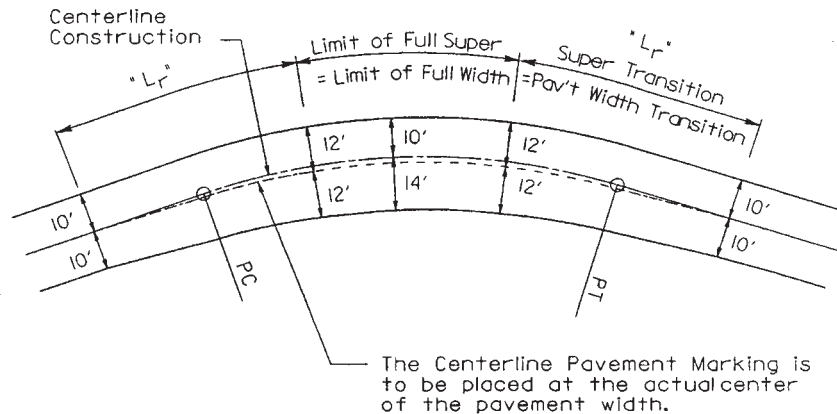 Centerline
Construction
"Lr"
Limit of Full Super
= Limit of Full Width
"Lr"
Super Transition
=Pav't Width Transition
12'
10'
12'
12'
14'
12'
10'
10'
10'
10'
PC
PT
The Centerline Pavement Marking is
to be placed at the actual center
of the pavement width.